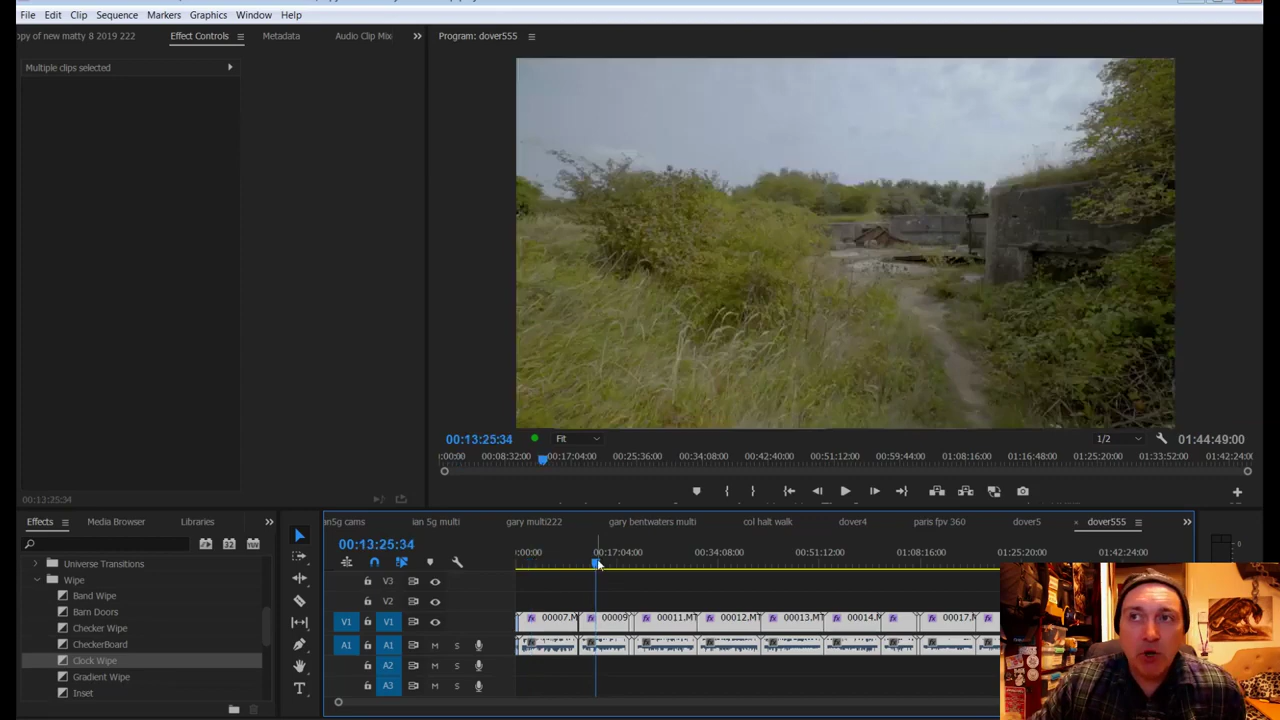 File Edit Clip Sequence Markers Graphics Window Help
opy of new matty 8 2019 222 Effect Controls Metadata Audio Clip Mix
Program: dover555
Multiple clips selected
00:13:25:34 Fit 1/2 01:44:49:00
:00:00 00:08:32:00 00:17:04:00 00:25:36:00 00:34:08:00 00:42:40:00 00:51:12:00 00:59:44:00 01:08:16:00 01:16:48:00 01:25:20:00 01:33:52:00 01:42:24:00
00:13:25:34
Effects Media Browser Libraries
an5g cams ian 5g multi gary multi222 gary bentwaters multi col halt walk dover4 paris fpv 360 dover5 dover555
00:13:25:34
:00:00 00:17:04:00 00:34:08:00 00:51:12:00 01:08:16:00 01:25:20:00 01:42:24:00
Universe Transitions
Wipe
Band Wipe
Barn Doors
Checker Wipe
CheckerBoard
Clock Wipe
Gradient Wipe
Inset
V3
V2
V1 V1 00007.M 00009 00011.MT 00012.MT 00013.MT 00014.M 00017.M
A1 A1 M S
A2 M S
A3 M S
0